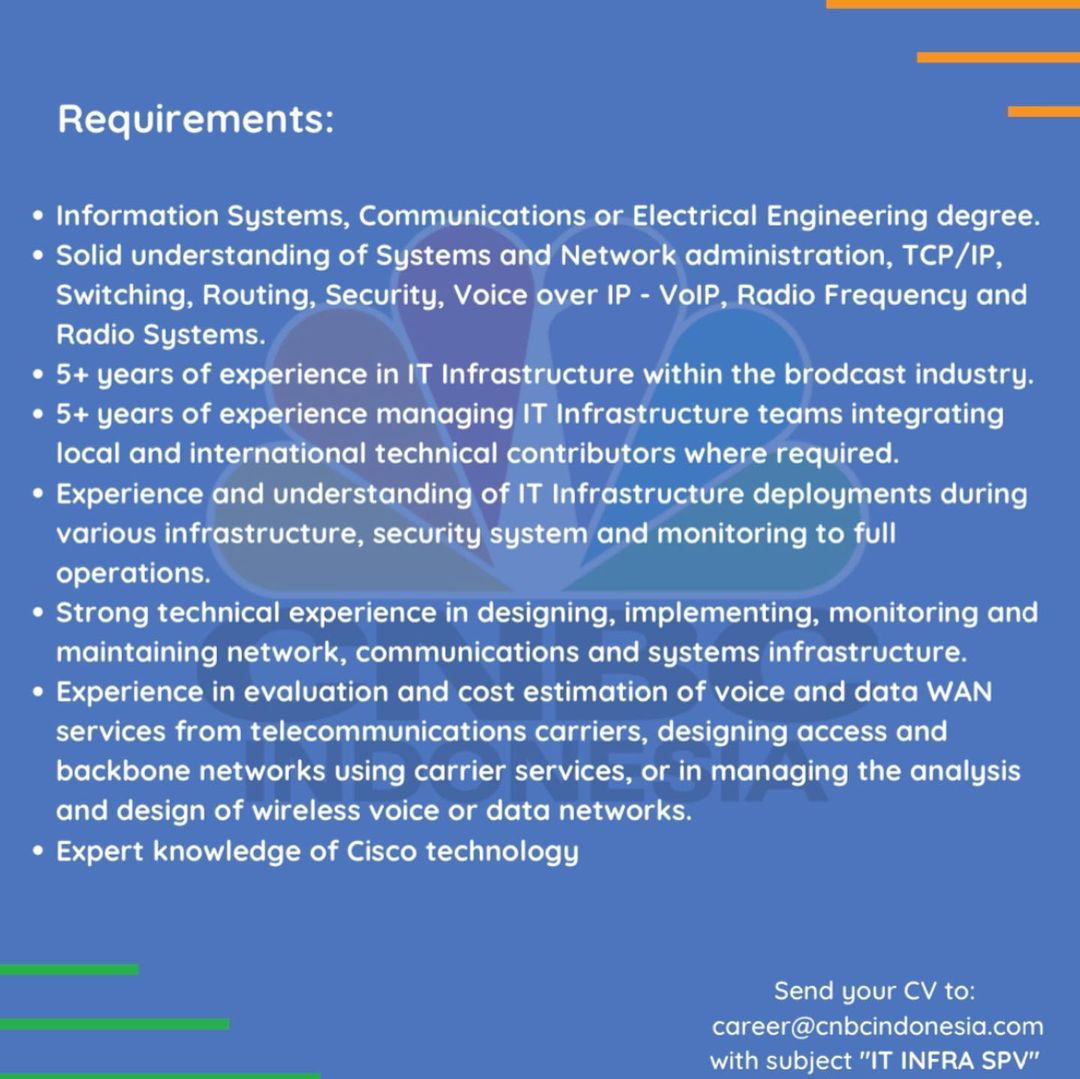 Requirements:
• Information Systems, Communications or Electrical Engineering degree.
• Solid understanding of Systems and Network administration, TCP/IP,
Switching, Routing, Security, Voice over IP - VoIP, Radio Frequency and
Radio Systems.
• 5+ years of experience in IT Infrastructure within the brodcast industry.
• 5+ years of experience managing IT Infrastructure teams integrating
local and international technical contributors where required.
• Experience and understanding of IT Infrastructure deployments during
various infrastructure, security system and monitoring to full
operations.
• Strong technical experience in designing, implementing, monitoring and
maintaining network, communications and systems infrastructure.
• Experience in evaluation and cost estimation of voice and data WAN
services from telecommunications carriers, designing access and
backbone networks using carrier services, or in managing the analysis
and design of wireless voice or data networks.
• Expert knowledge of Cisco technology
CNBC
INDONESIA
Send your CV to:
career@cnbcindonesia.com
with subject "IT INFRA SPV"